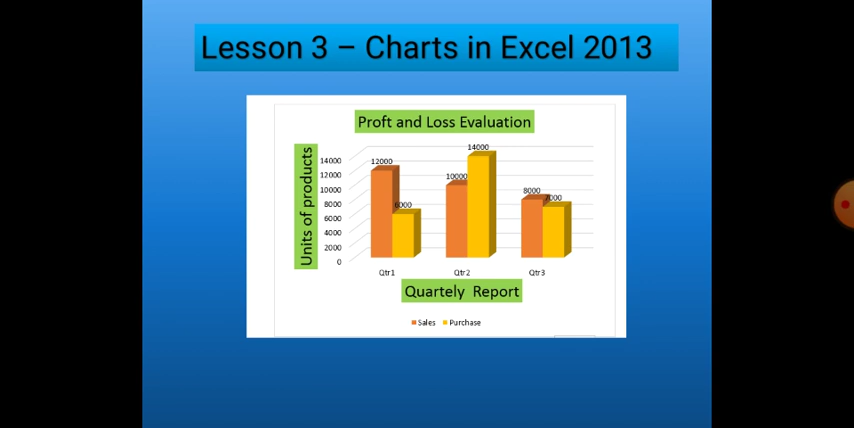 Lesson 3 – Charts in Excel 2013
Proft and Loss Evaluation
Units of products
14000
12000
10000
8000
6000
4000
2000
0
12000
6000
10000
14000
8000
7000
Qtr1
Qtr2
Qtr3
Quartely Report
Sales
Purchase